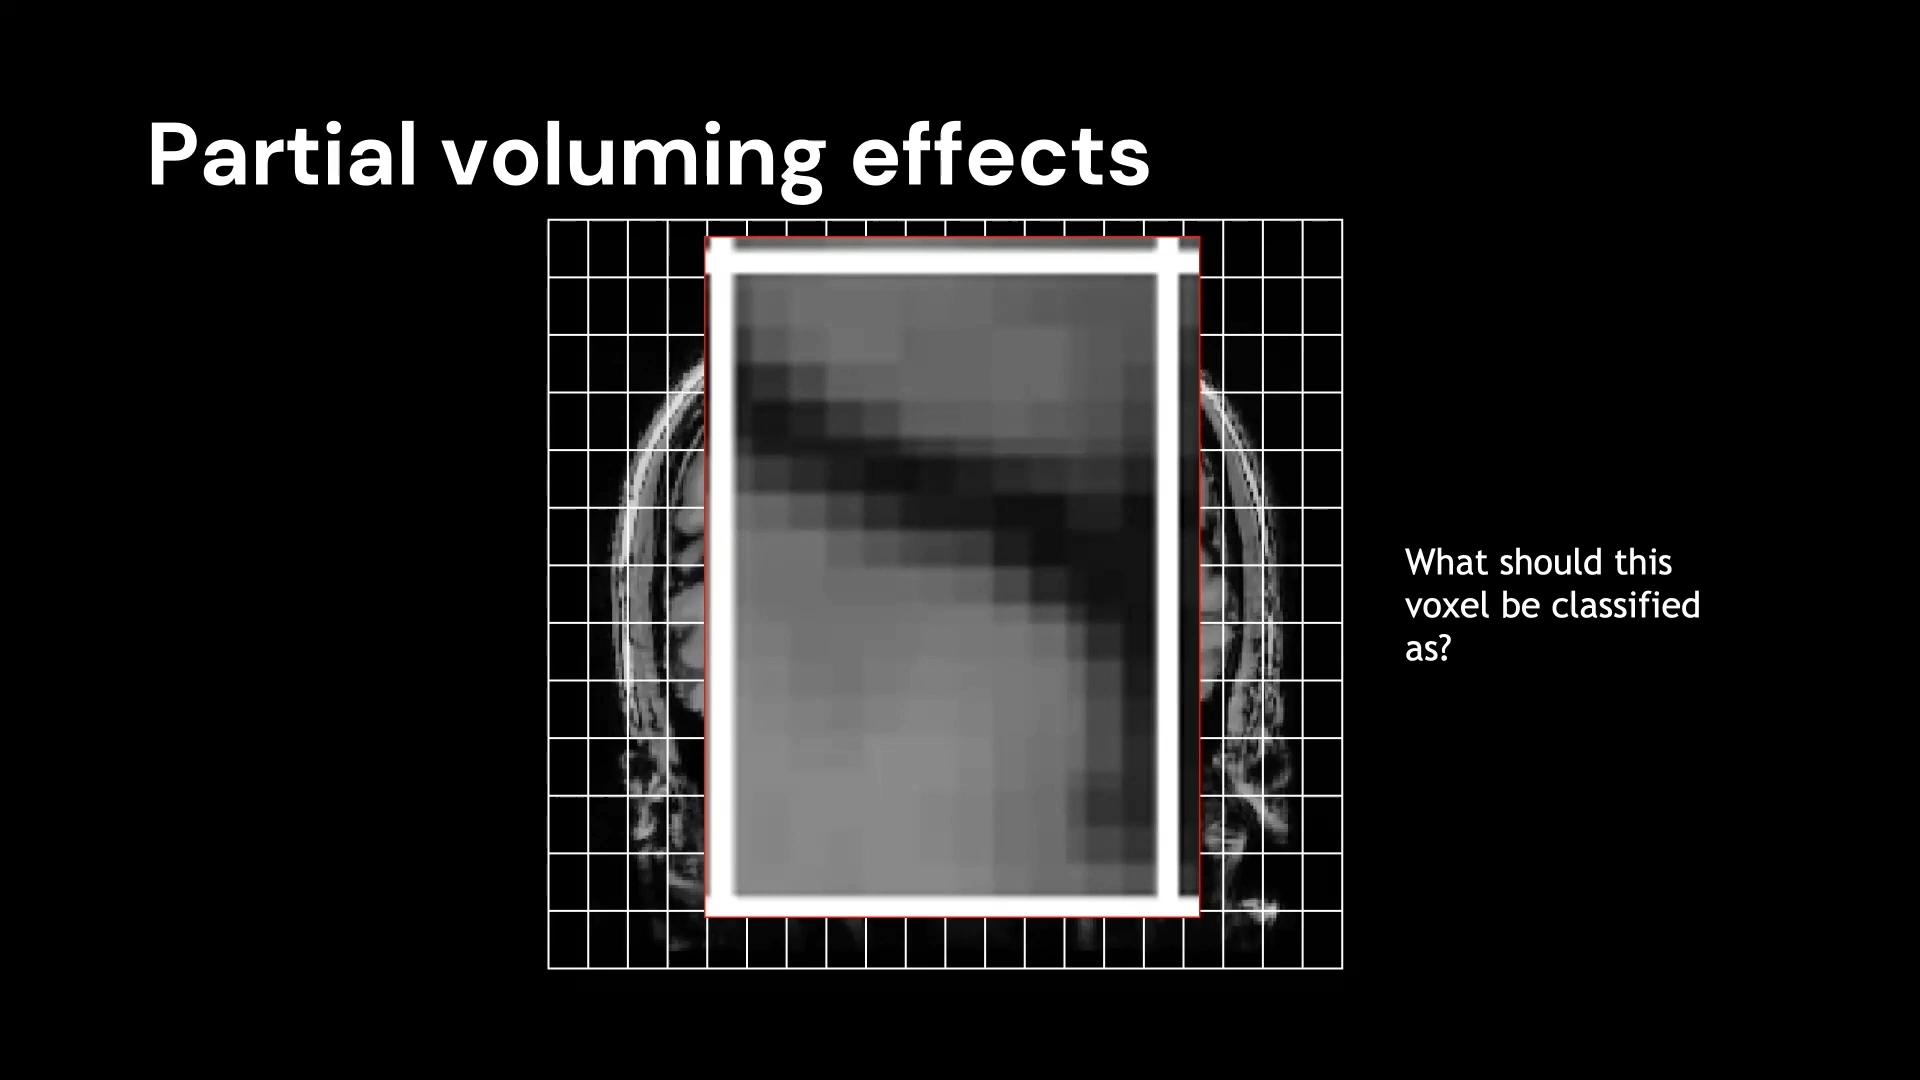 Partial voluming effects
What should this
voxel be classified
as?